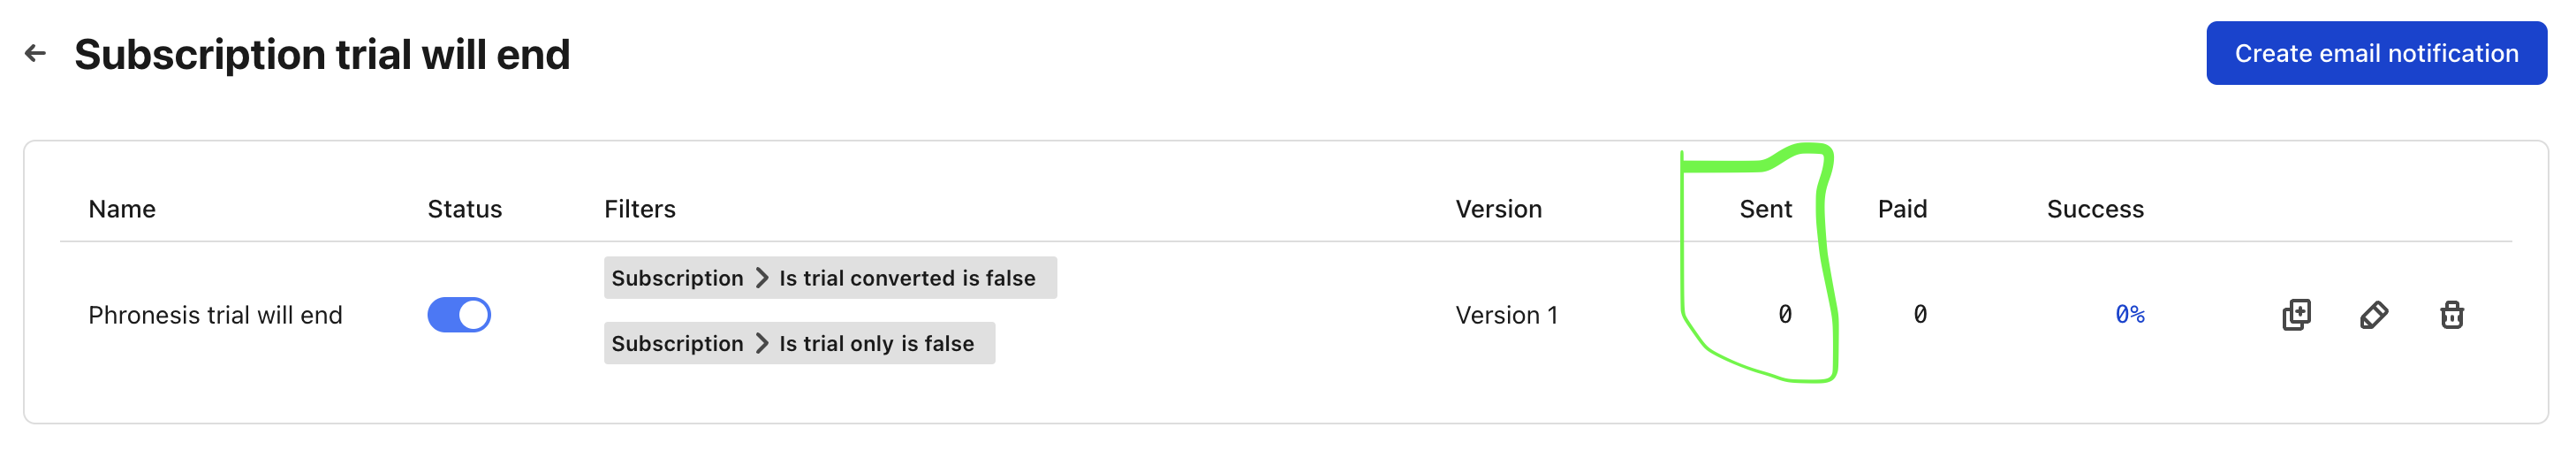 Subscription trial will end
Create email notification
Name Status Filters Version Sent Paid Success
Subscription > Is trial converted is false
Phronesis trial will end Version 1 0 0 0%
Subscription > Is trial only is false